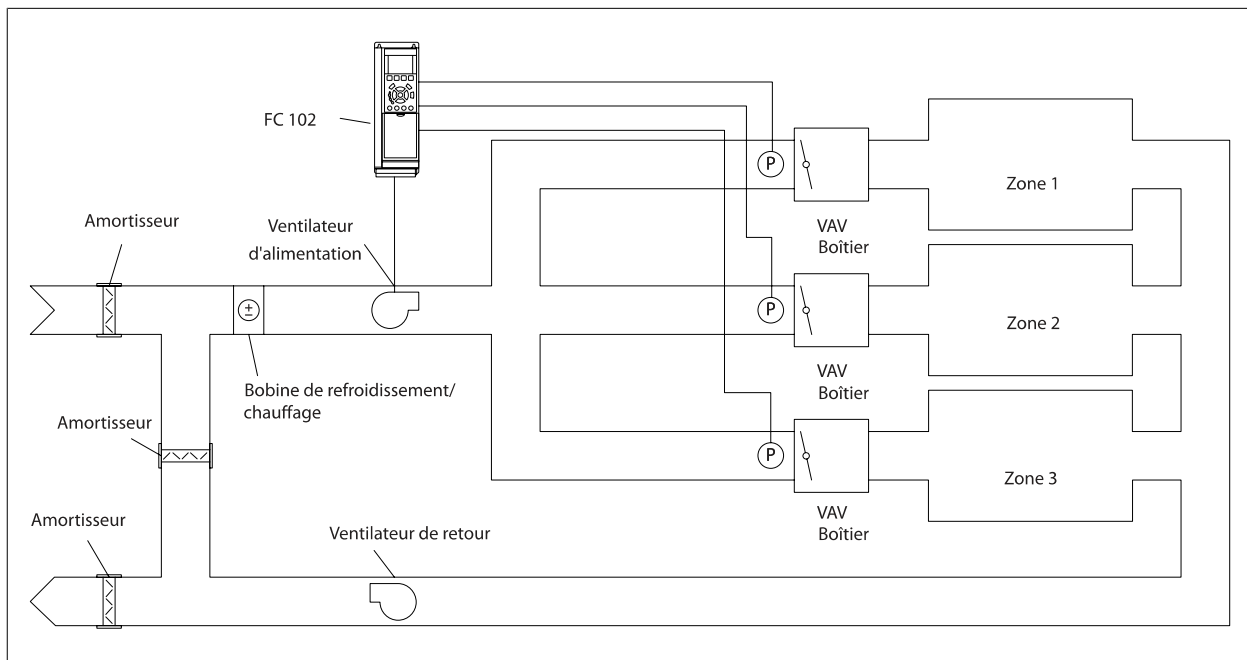 FC 102
P
Zone 1
Amortisseur
Ventilateur
d'alimentation
VAV
Boîtier
±
P
Zone 2
Bobine de refroidissement/
chauffage
VAV
Boîtier
Amortisseur
P
Zone 3
Amortisseur
Ventilateur de retour
VAV
Boîtier